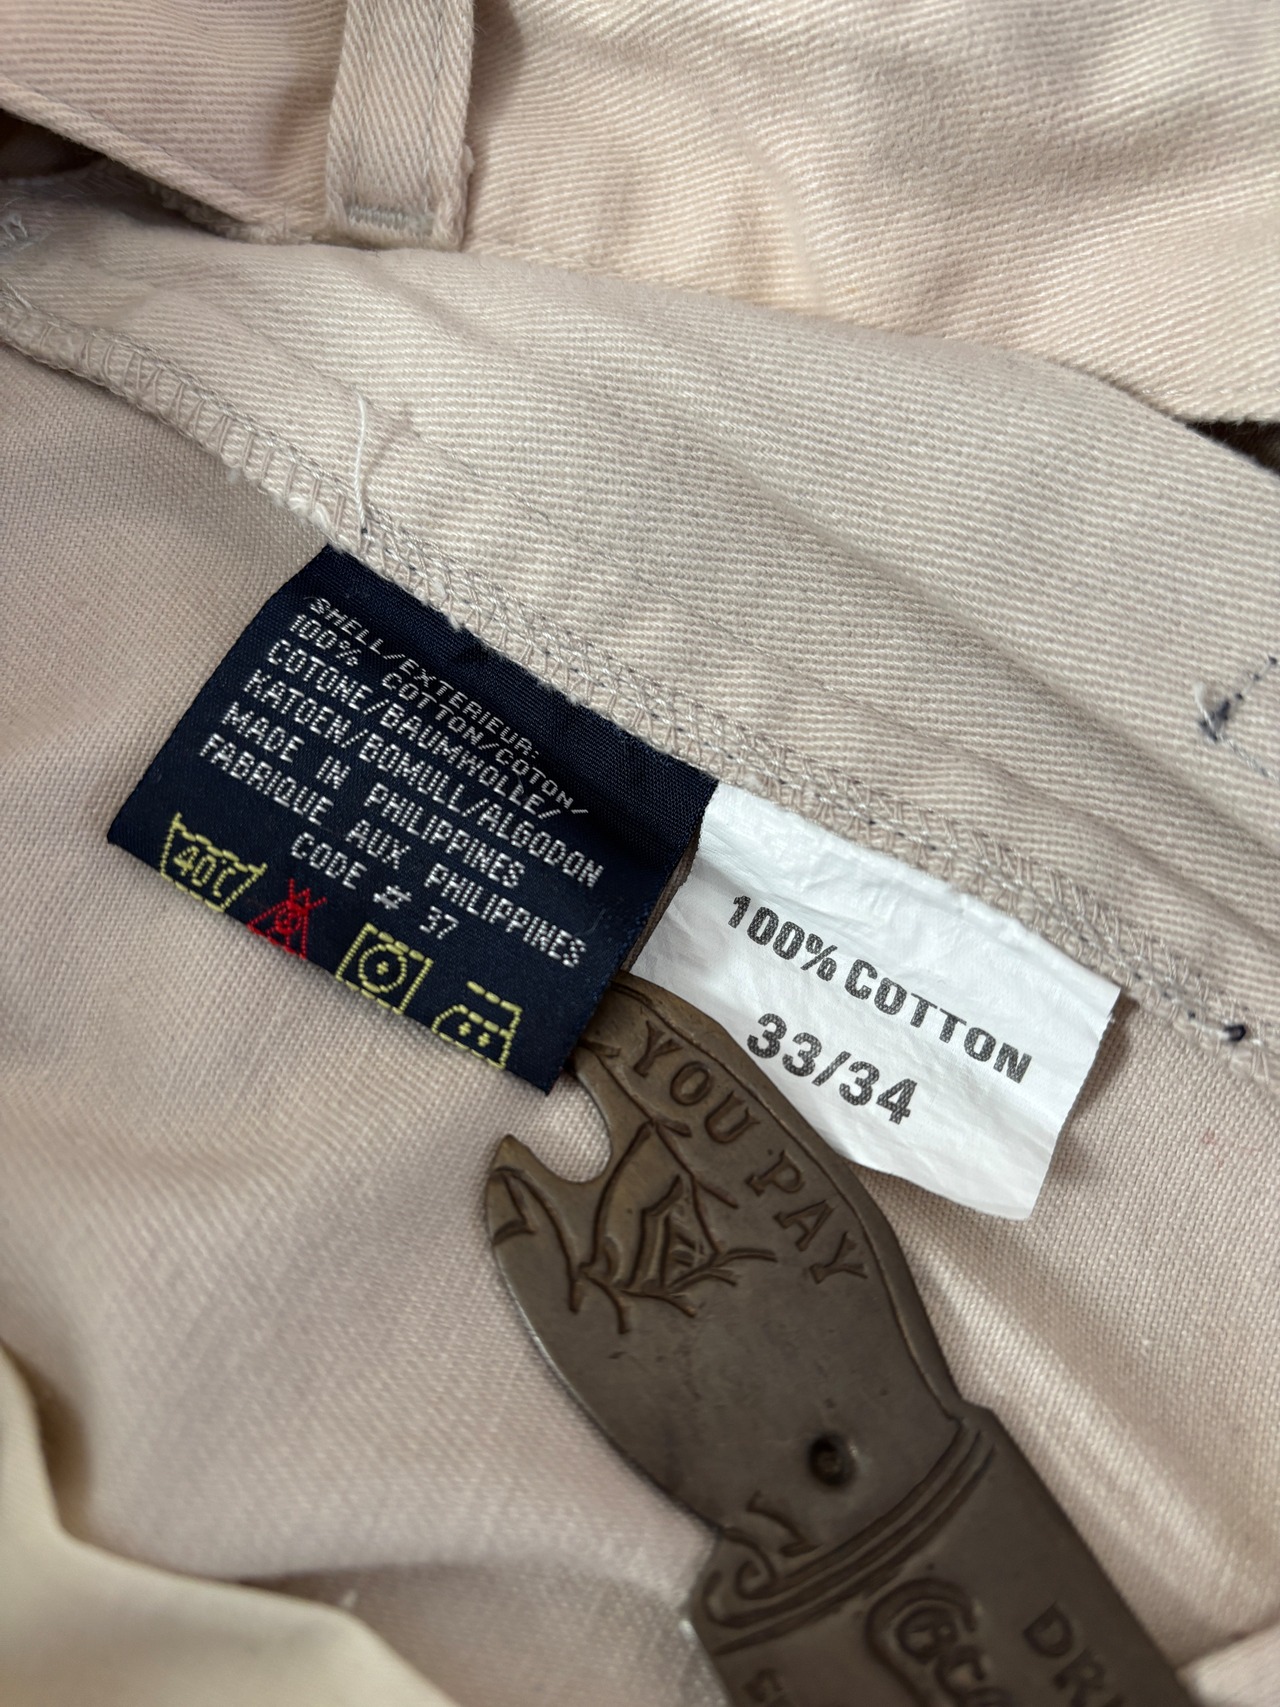 SHELL/EXTERIEUR:
100% COTTON/COTON/
COTONE/BAUMWOLLE/
KATOEN/BOMULL/ALGODON
MADE IN PHILIPPINES
FABRIQUE AUX PHILIPPINES
CODE # 37
40C
100% COTTON
33/34
YOU PAY